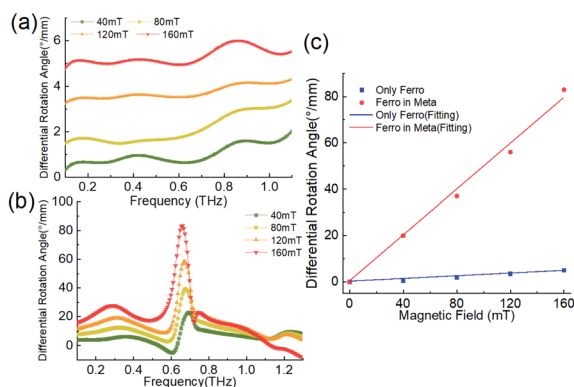 (a)
40mT 80mT
120mT 160mT
Differential Rotation Angle(°/mm)
6
4
2
0
0.2 0.4 0.6 0.8 1.0
Frequency (THz)
(b)
40mT
80mT
120mT
160mT
Differential Rotation Angle(°/mm)
100
80
60
40
20
0
0.2 0.4 0.6 0.8 1.0 1.2
Frequency(THz)
(c)
Only Ferro
Ferro in Meta
Only Ferro(Fitting)
Ferro in Meta(Fitting)
Differential Rotation Angle(°/mm)
80
60
40
20
0
0 40 80 120 160
Magnetic Field (mT)